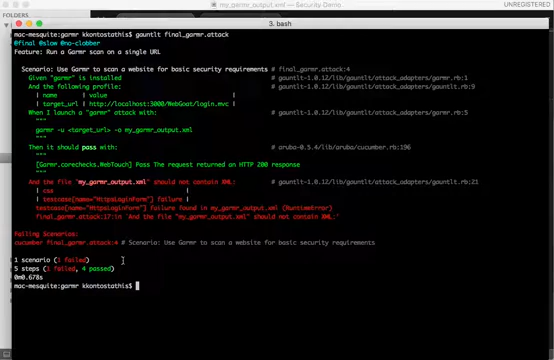 my_garmr_output.xml — Security-Demo
UNREGISTERED
FOLDERS
3. bash
mac-mesquite:garmr kkontostathis$ gauntlt final_garmr.attack
@final @slow @no-clobber
Feature: Run a Garmr scan on a single URL
Scenario: Use Garmr to scan a website for basic security requirements # final_garmr.attack:4
Given "garmr" is installed # gauntlt-1.0.12/lib/gauntlt/attack_adapters/garmr.rb:1
And the following profile: # gauntlt-1.0.12/lib/gauntlt/attack_adapters/gauntlt.rb:9
| name | value |
| target_url | http://localhost:3000/WebGoat/login.mvc |
When I launch a "garmr" attack with: # gauntlt-1.0.12/lib/gauntlt/attack_adapters/garmr.rb:5
"""
garmr -u <target_url> -o my_garmr_output.xml
"""
Then it should pass with: # aruba-0.5.4/lib/aruba/cucumber.rb:196
"""
[Garmr.corechecks.WebTouch] Pass The request returned an HTTP 200 response
"""
And the file "my_garmr_output.xml" should not contain XML: # gauntlt-1.0.12/lib/gauntlt/attack_adapters/gauntlt.rb:21
| css |
| testcase[name="HttpsLoginForm"] failure |
testcase[name="HttpsLoginForm"] failure found in my_garmr_output.xml (RuntimeError)
final_garmr.attack:17:in `And the file "my_garmr_output.xml" should not contain XML:'
Failing Scenarios:
cucumber final_garmr.attack:4 # Scenario: Use Garmr to scan a website for basic security requirements
1 scenario (1 failed)
5 steps (1 failed, 4 passed)
0m0.678s
mac-mesquite:garmr kkontostathis$